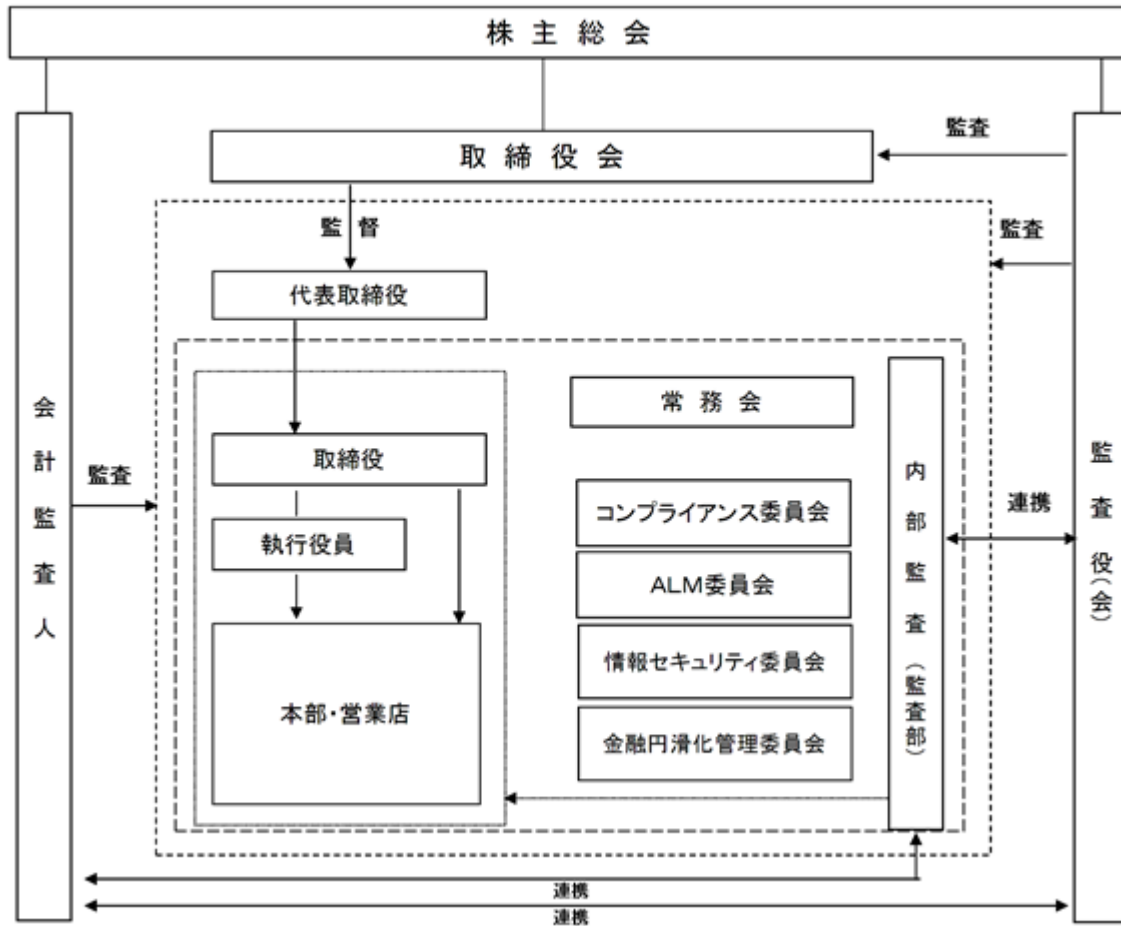 株主総会
監査
取締役会
監督
監査
代表取締役
常務会
取締役
会計監査人
監査
内部監査(監査部)
連携
監査役(会)
コンプライアンス委員会
執行役員
ALM委員会
本部・営業店
情報セキュリティ委員会
金融円滑化管理委員会
連携
連携